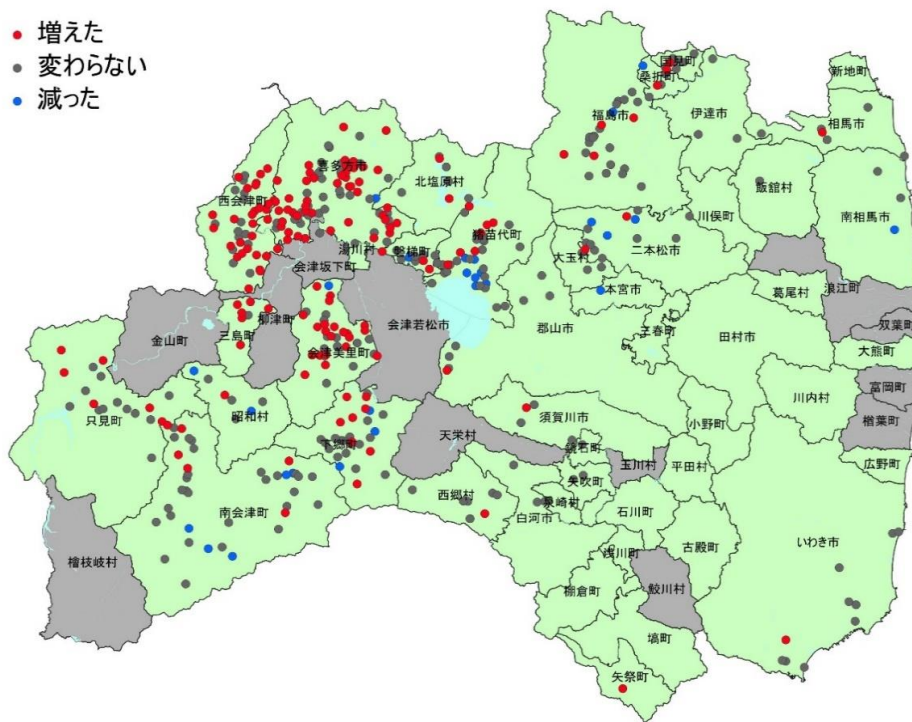 増えた
変わらない
減った
国見町
桑折町
新地町
福島市
伊達市
相馬市
喜多方市
北塩原村
西会津町
飯舘村
川俣町
南相馬市
猪苗代町
湯川村
磐梯町
大玉村
二本松市
会津坂下町
本宮市
葛尾村
浪江町
会津若松市
柳津町
三島町
金山町
郡山市
三春町
田村市
双葉町
大熊町
会津美里町
富岡町
川内村
昭和村
只見町
須賀川市
小野町
楢葉町
天栄村
下郷町
鏡石町
玉川村
平田村
広野町
矢吹町
西郷村
泉崎村
南会津町
白河市
石川町
いわき市
古殿町
浅川町
檜枝岐村
棚倉町
鮫川村
塙町
矢祭町